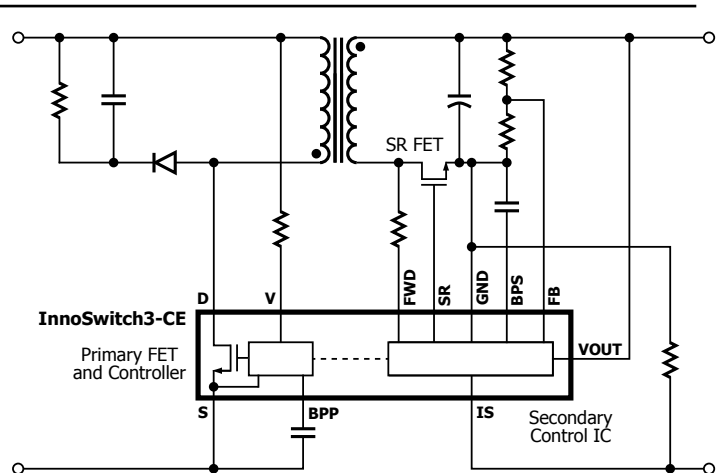 SR FET
D
V
FWD
SR
GND
BPS
FB
InnoSwitch3-CE
VOUT
Primary FET
and Controller
S
BPP
IS
Secondary
Control IC